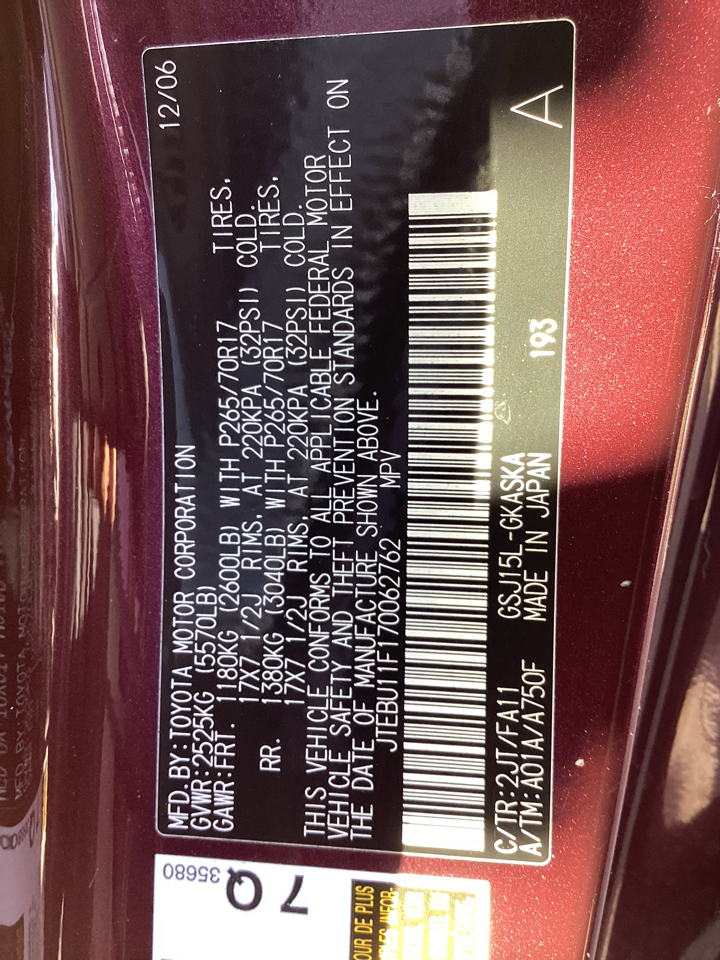 MFD.BY:TOYOTA MOTOR CORPORATION 12/06
GVWR:2525KG (5570LB)
GAWR:FRT. 1180KG (2600LB) WITH P265/70R17 TIRES,
17X7 1/2J RIMS, AT 220KPA (32PSI) COLD.
RR. 1380KG (3040LB) WITH P265/70R17 TIRES,
17X7 1/2J RIMS, AT 220KPA (32PSI) COLD.
THIS VEHICLE CONFORMS TO ALL APPLICABLE FEDERAL MOTOR
VEHICLE SAFETY AND THEFT PREVENTION STANDARDS IN EFFECT ON
THE DATE OF MANUFACTURE SHOWN ABOVE.
JTEBU11F170062762 MPV
C/TR:2JT/FA11 GSJ15L-GKASKA
A/TM:A01A/A750F MADE IN JAPAN 193 A
35680
7 Q
OUR DE PLUS